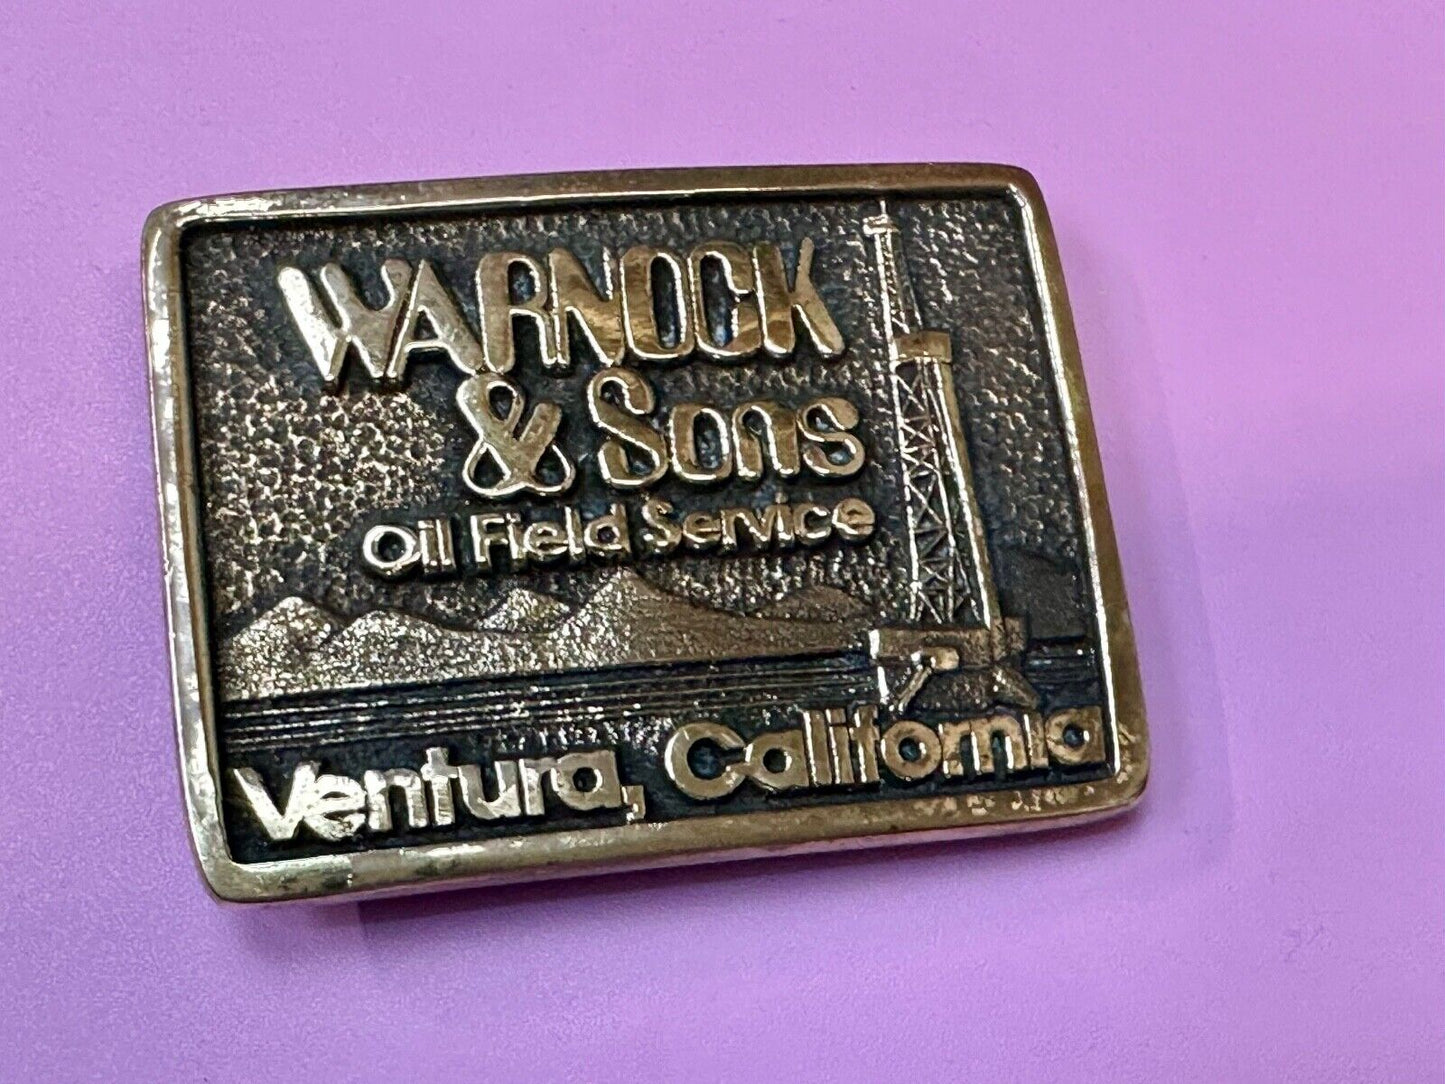 WARNOCK
& Sons
Oil Field Service
Ventura, California